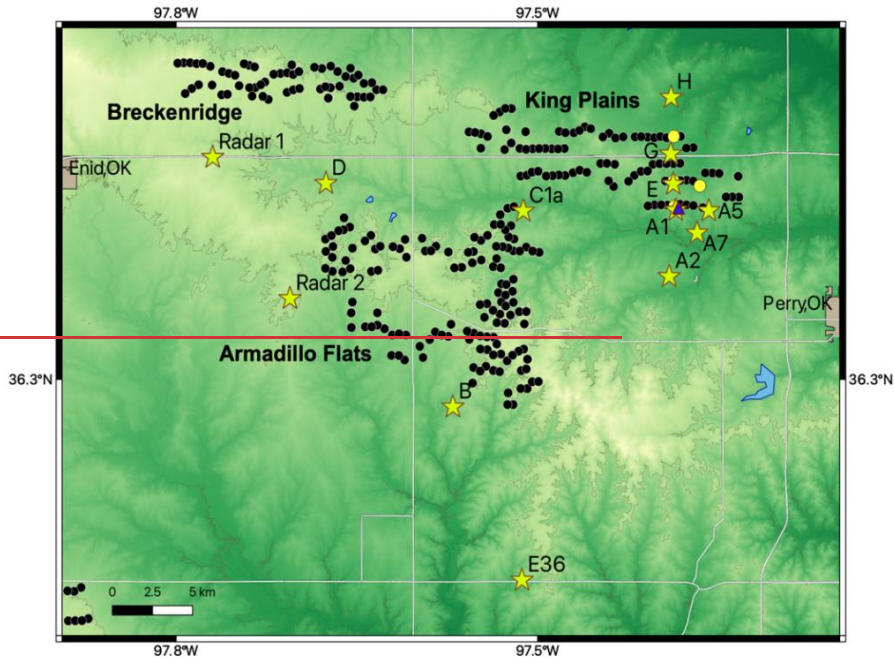 97.8°W 97.5°W
H
King Plains
Breckenridge
Radar 1
G
Enid,OK
D
E
C1a
A1
A5
A7
A2
Radar 2
Perry,OK
Armadillo Flats
36.3°N
36.3°N
B
E36
0 2.5 5 km
97.8°W 97.5°W